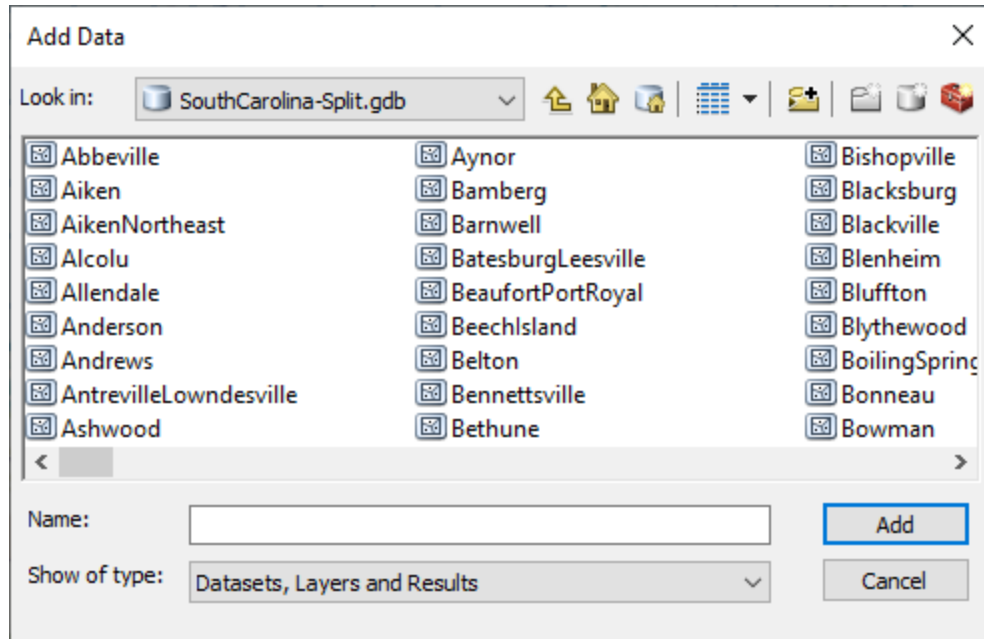 Add Data
Look in:
SouthCarolina-Split.gdb
Abbeville
Aiken
AikenNortheast
Alcolu
Allendale
Anderson
Andrews
AntrevilleLowndesville
Ashwood
Aynor
Bamberg
Barnwell
BatesburgLeesville
BeaufortPortRoyal
BeechIsland
Belton
Bennettsville
Bethune
Bishopville
Blacksburg
Blackville
Blenheim
Bluffton
Blythewood
BoilingSpring
Bonneau
Bowman
Name:
Add
Show of type:
Datasets, Layers and Results
Cancel